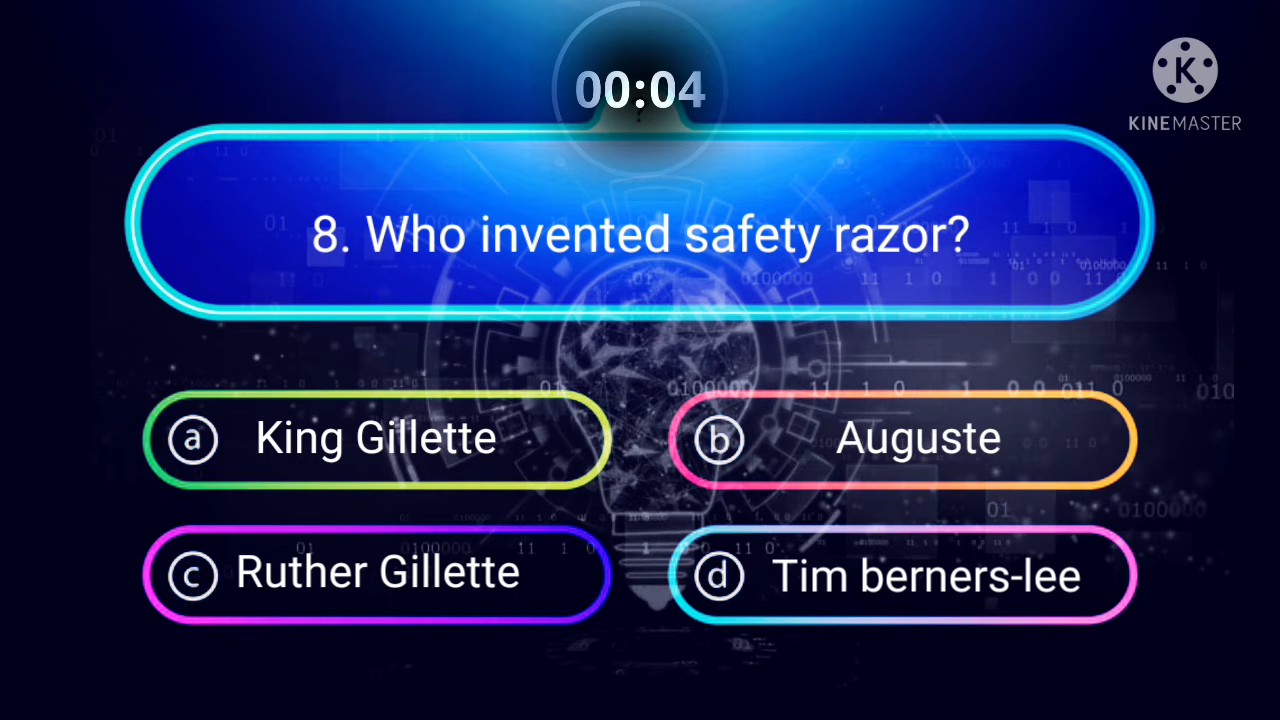 00:04
KINEMASTER
8. Who invented safety razor?
a King Gillette
b Auguste
c Ruther Gillette
d Tim berners-lee